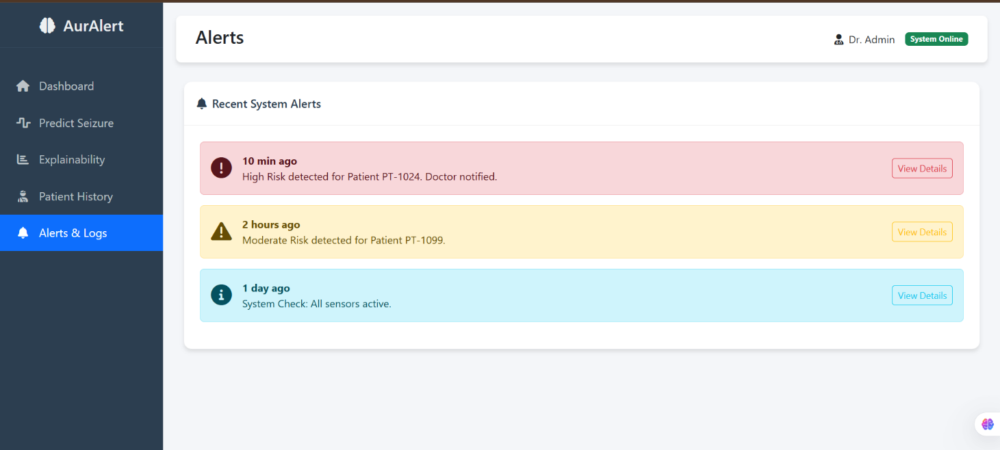 AurAlert
Dashboard
Predict Seizure
Explainability
Patient History
Alerts & Logs
Alerts
Dr. Admin
System Online
Recent System Alerts
10 min ago
High Risk detected for Patient PT-1024. Doctor notified.
View Details
2 hours ago
Moderate Risk detected for Patient PT-1099.
View Details
1 day ago
System Check: All sensors active.
View Details